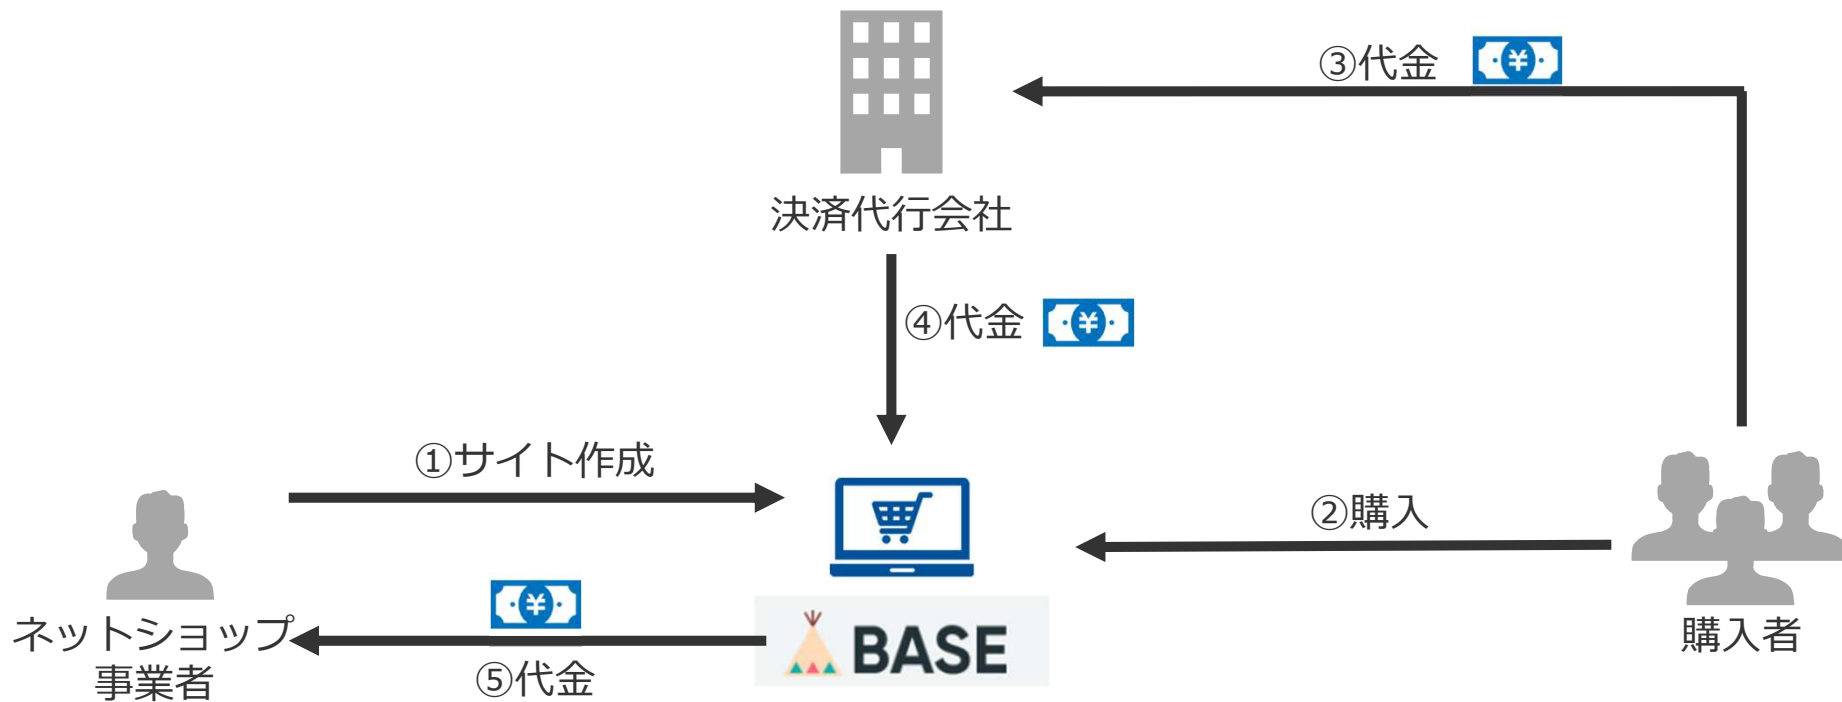 ③代金
決済代行会社
④代金
①サイト作成
②購入
ネットショップ
事業者
⑤代金
BASE
購入者